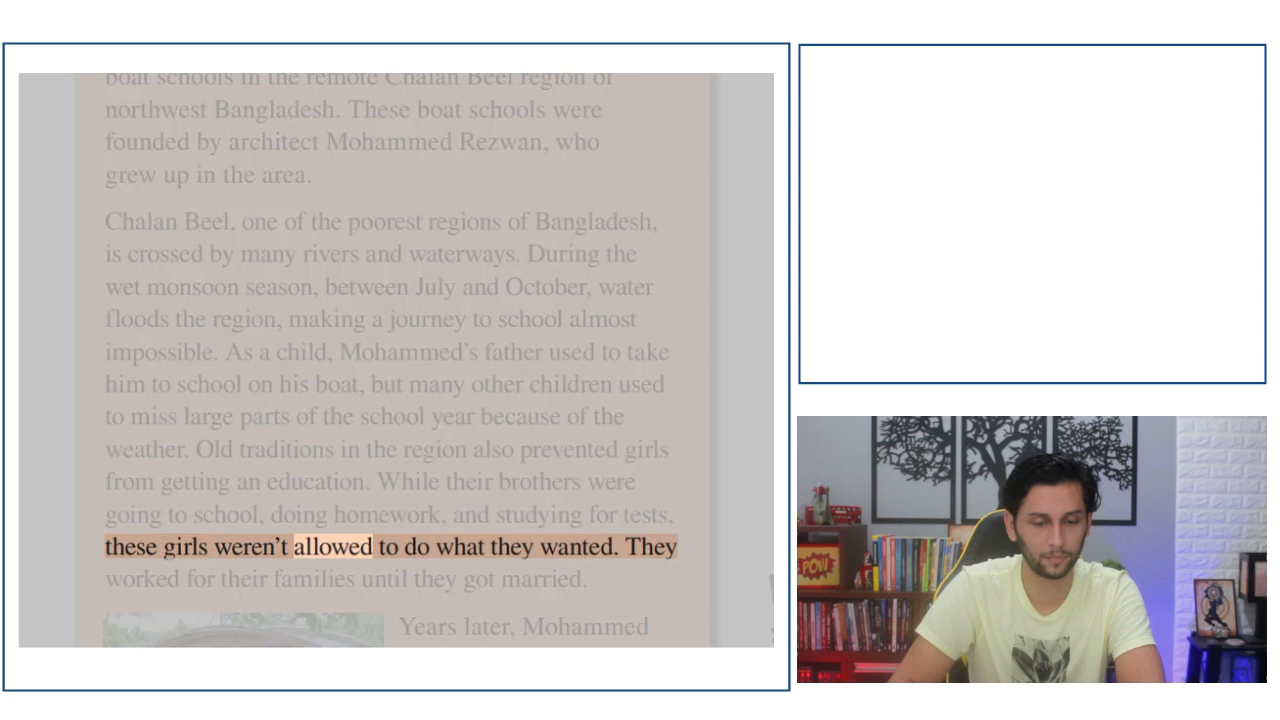 boat schools in the remote Chalan Beel region of
northwest Bangladesh. These boat schools were
founded by architect Mohammed Rezwan, who
grew up in the area.
Chalan Beel, one of the poorest regions of Bangladesh,
is crossed by many rivers and waterways. During the
wet monsoon season, between July and October, water
floods the region, making a journey to school almost
impossible. As a child, Mohammed’s father used to take
him to school on his boat, but many other children used
to miss large parts of the school year because of the
weather. Old traditions in the region also prevented girls
from getting an education. While their brothers were
going to school, doing homework, and studying for tests,
these girls weren’t allowed to do what they wanted. They
worked for their families until they got married.
Years later, Mohammed
POW